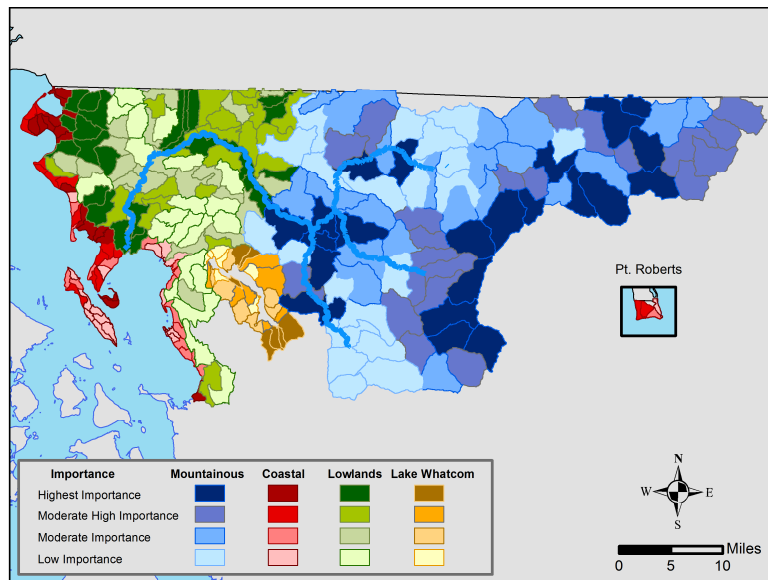 Pt. Roberts
Importance Mountainous Coastal Lowlands Lake Whatcom
Highest Importance
Moderate High Importance
Moderate Importance
Low Importance
N
W E
S
Miles
0 5 10